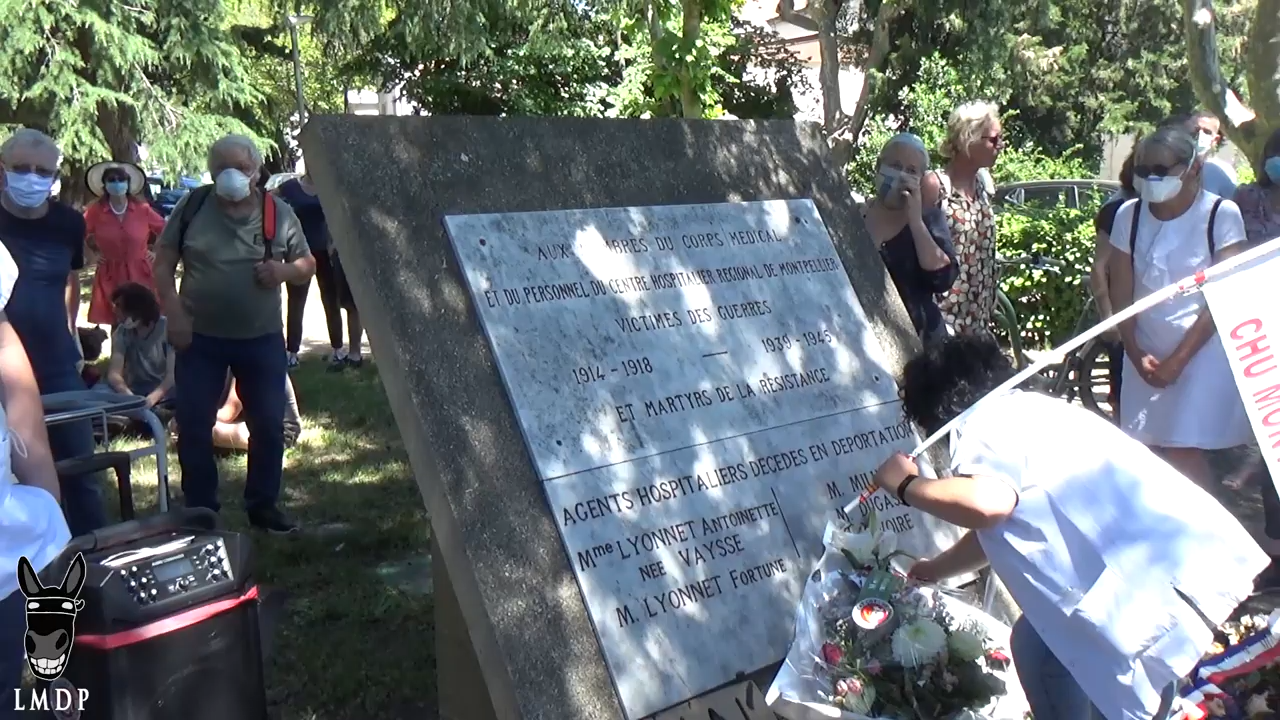 AUX MEMBRES DU CORPS MEDICAL
ET DU PERSONNEL DU CENTRE HOSPITALIER REGIONAL DE MONTPELLIER
VICTIMES DES GUERRES
1914 - 1918 — 1939 - 1945
ET MARTYRS DE LA RESISTANCE
AGENTS HOSPITALIERS DECEDES EN DEPORTATION
Mme LYONNET ANTOINETTE
NEE VAYSSE
M. LYONNET FORTUNE
M.
M.
CHU
LMDP